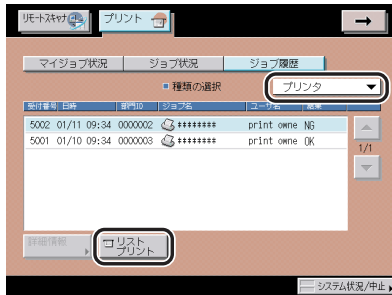 リモートスキャナ プリント
マイジョブ状況 ジョブ状況 ジョブ履歴
■ 種類の選択 プリンタ
受付番号 日時 部門ID ジョブ名 ユーザ名 結果
5002 01/11 09:34 0000002 ******** print owne NG
5001 01/10 09:34 0000003 ******** print owne OK
1/1
詳細情報 リスト
プリント
システム状況/中止